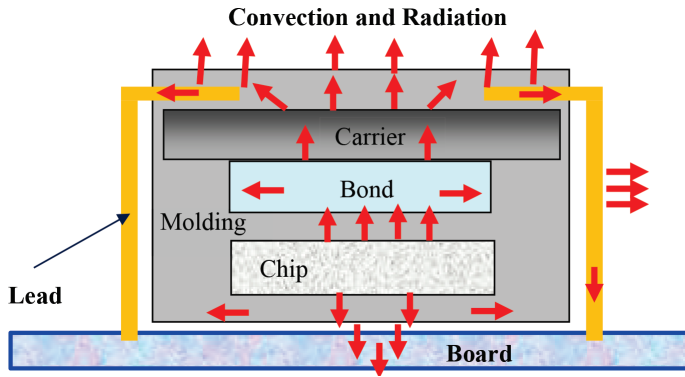 Convection and Radiation
Carrier
Bond
Molding
Chip
Lead
Board